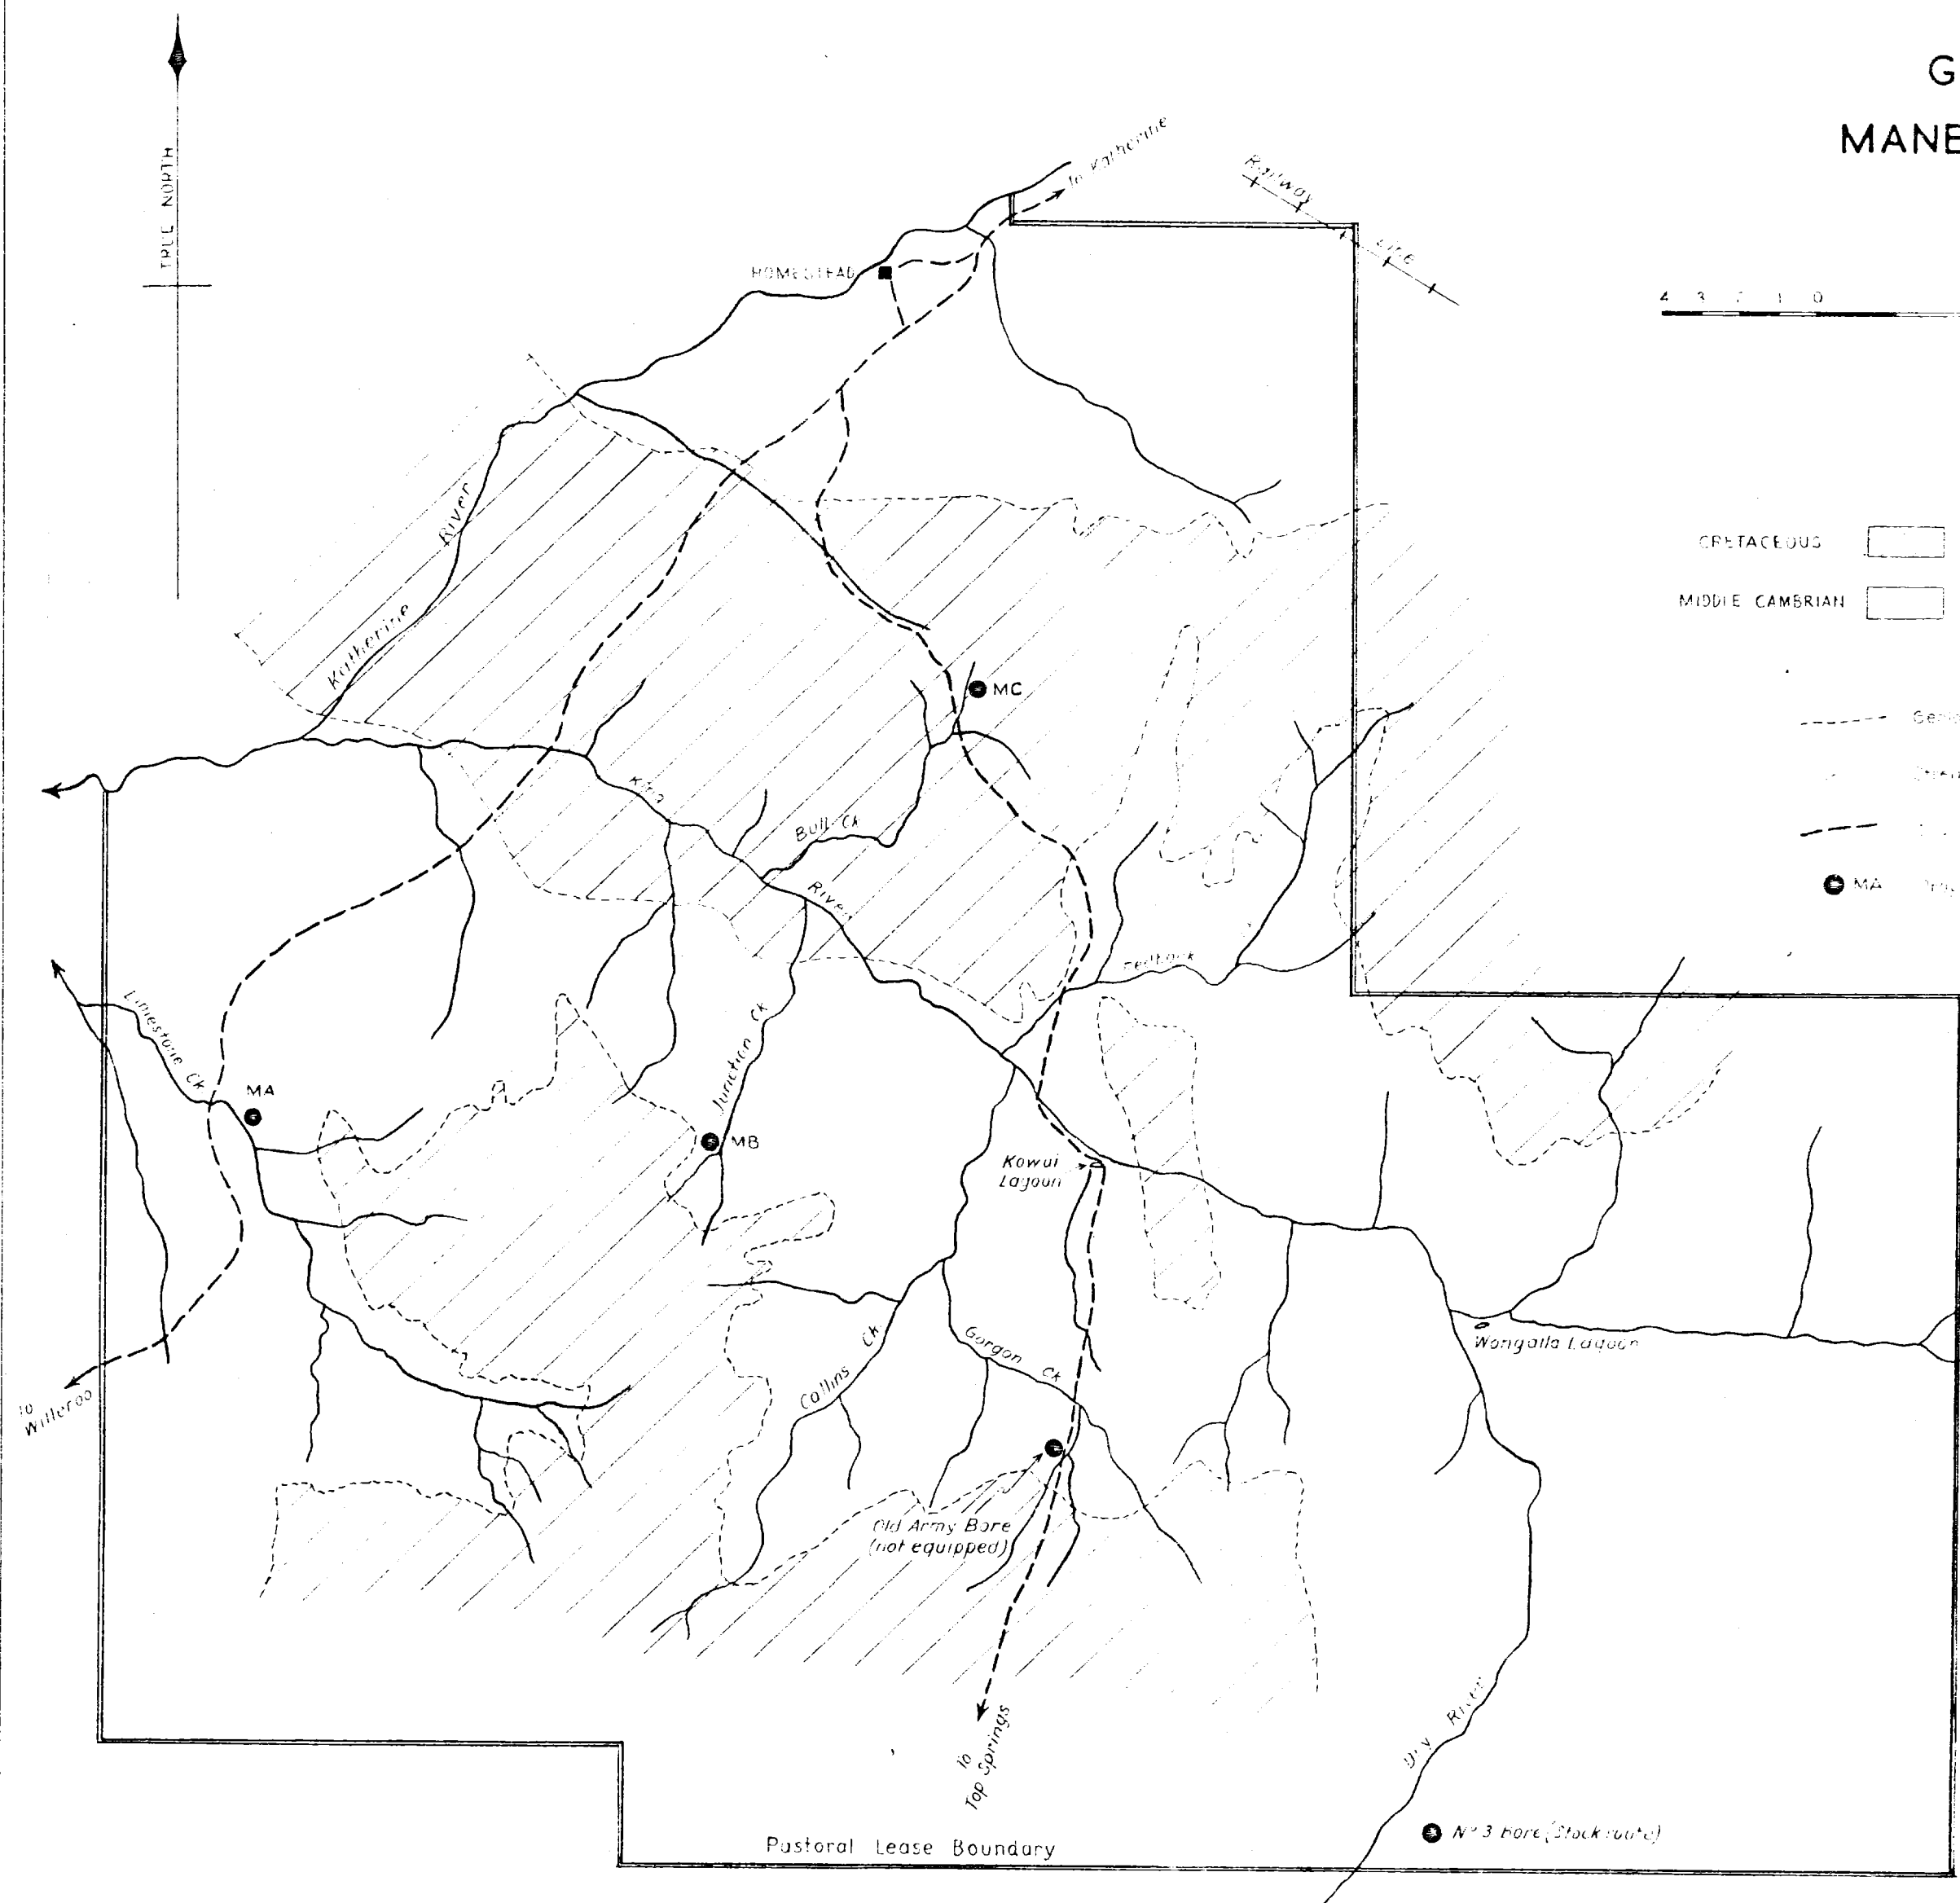 G
MANB
TRUE NORTH
To Katherine
Railway
Line
HOMESTEAD
4 3 2 1 0
River
Katherine
CRETACEOUS
MIDDLE CAMBRIAN
MC
King
Bull Ck
River
MA
Limestone Ck
MA
Junction Ck
MB
Kowui
Lagoon
Gorgon Ck
Collins Ck
Wongalla Lagoon
To
Willeroo
Old Army Bore
(not equipped)
To
Top Springs
Dry River
Nº 3 Bore (Stock route)
Pastoral Lease Boundary